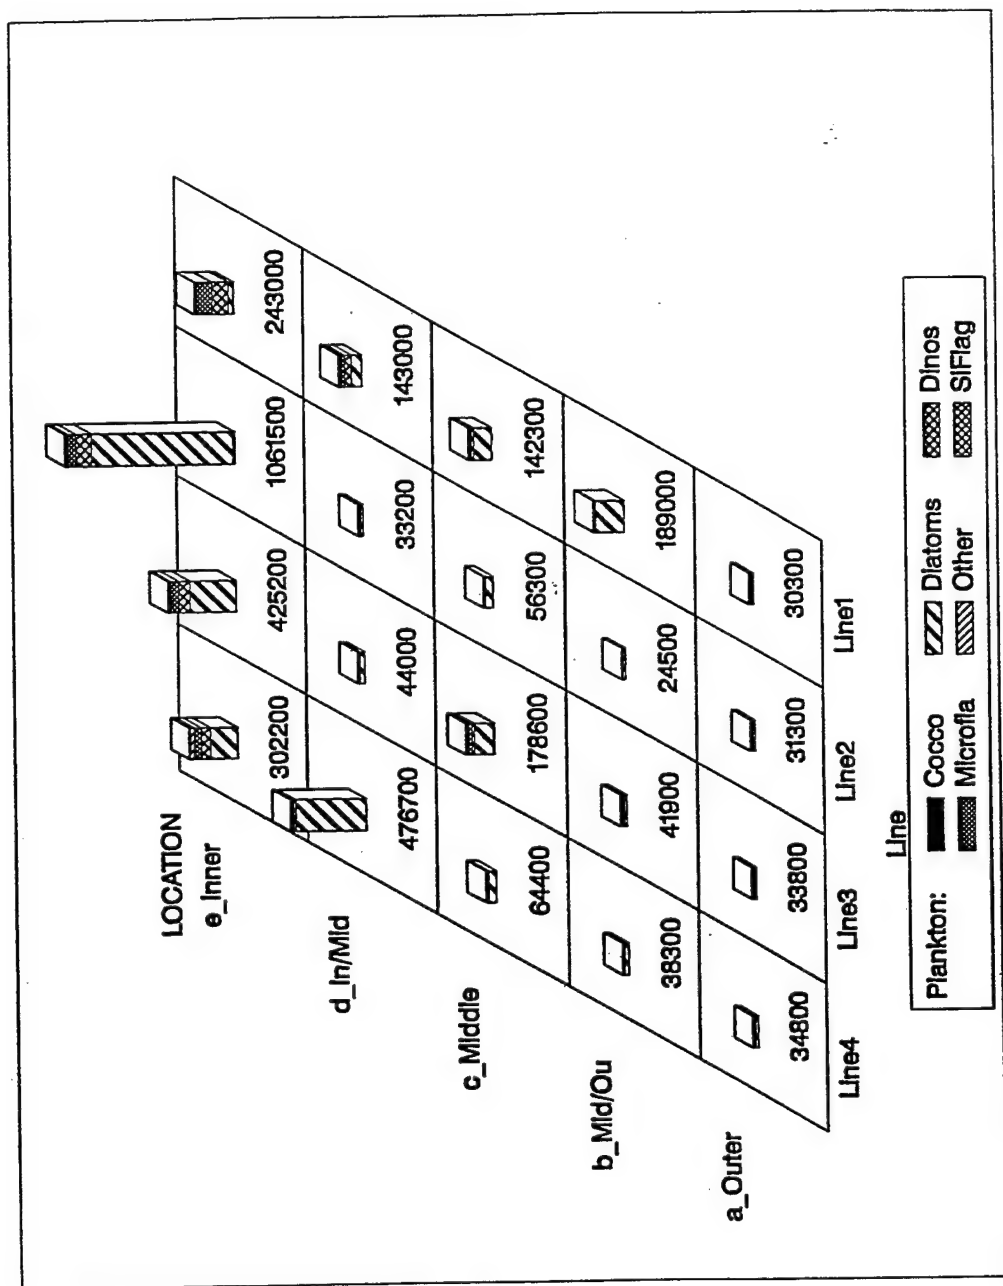 LOCATION
e_Inner
302200 425200 1061500 243000
d_In/Mid
476700 44000 33200 143000
c_Middle
64400 178600 56300 142300
b_Mid/Ou
38300 41900 24500 189000
a_Outer
34800 33800 31300 30300
Line4 Line3 Line2 Line1
Line
Plankton: Cocco Diatoms Dinos
Microfla Other SiFlag